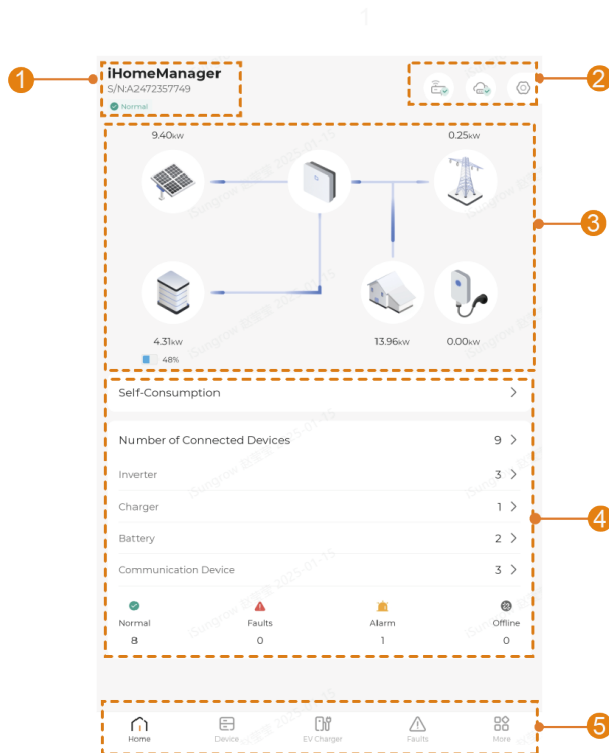 1
iHomeManager
S/N:A2472357749
Normal
1
2
9.40kW
0.25kW
3
4.31kW
13.96kW
0.00kW
48%
Self-Consumption
Number of Connected Devices
9
Inverter
3
Charger
1
Battery
2
Communication Device
3
4
Normal
Faults
Alarm
Offline
8
0
1
0
Home
Device
EV Charger
Faults
More
5